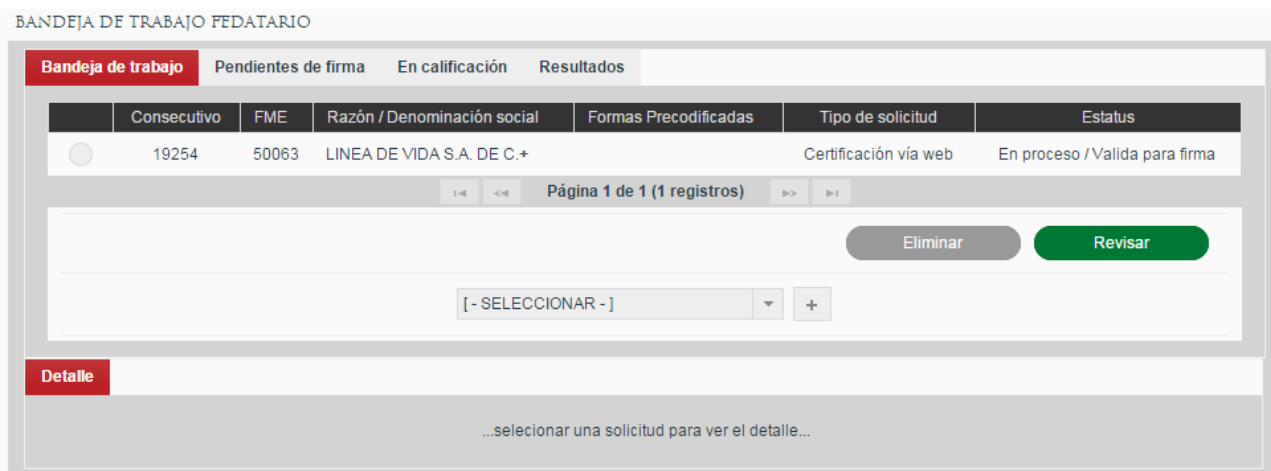 BANDEJA DE TRABAJO FEDATARIO
Bandeja de trabajo Pendientes de firma En calificación Resultados
Consecutivo FME Razón / Denominación social Formas Precodificadas Tipo de solicitud Estatus
19254 50063 LINEA DE VIDA S.A. DE C.+ Certificación vía web En proceso / Valida para firma
Página 1 de 1 (1 registros)
Eliminar Revisar
[ - SELECCIONAR - ] +
Detalle
...selecionar una solicitud para ver el detalle...